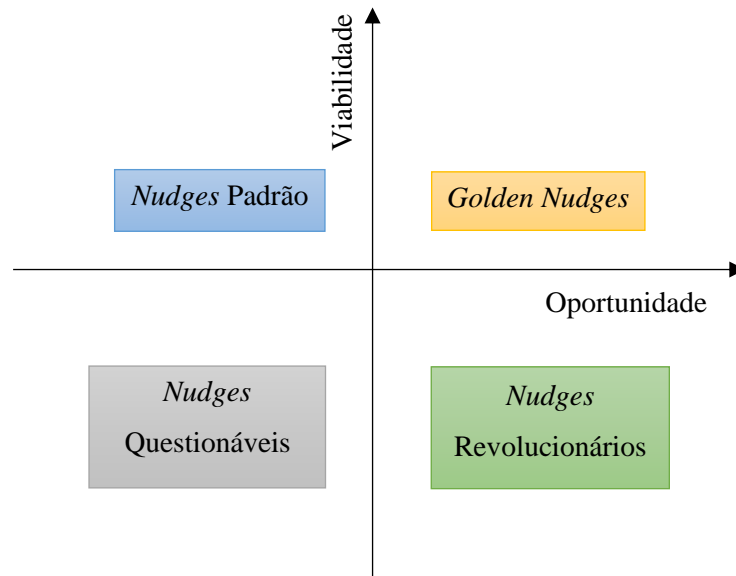 Viabilidade
Nudges Padrão
Golden Nudges
Oportunidade
Nudges
Questionáveis
Nudges
Revolucionários